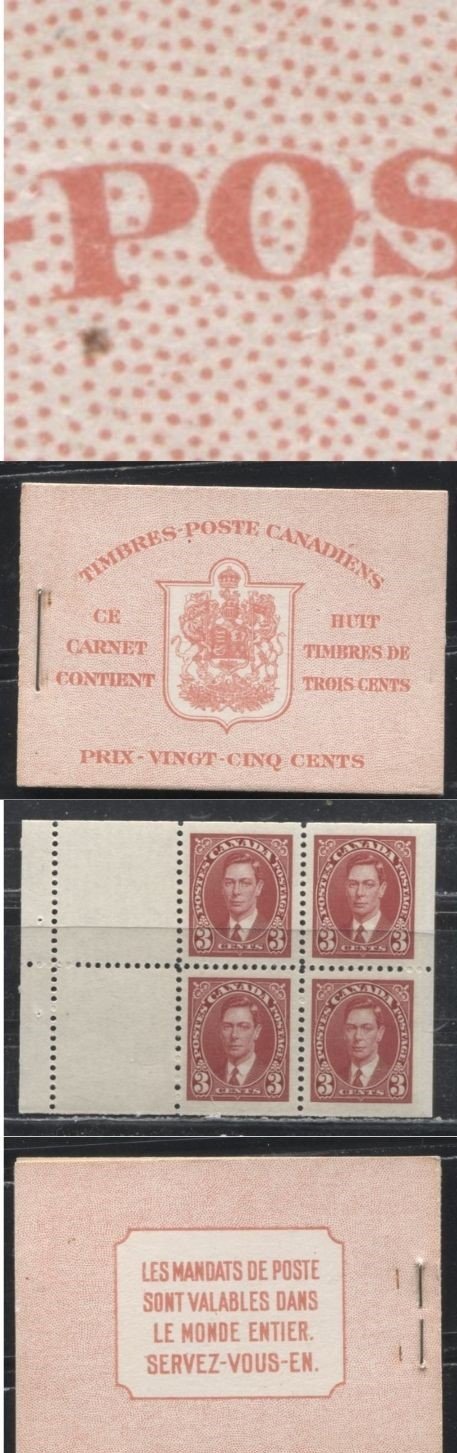 -POS
TIMBRES-POSTE CANADIENS
CE
CARNET
CONTIENT
HUIT
TIMBRES DE
TROIS CENTS
PRIX - VINGT - CINQ CENTS
POSTES CANADA POSTAGE
3 CENTS 3
POSTES CANADA POSTAGE
3 CENTS 3
POSTES CANADA POSTAGE
3 CENTS 3
POSTES CANADA POSTAGE
3 CENTS 3
LES MANDATS DE POSTE
SONT VALABLES DANS
LE MONDE ENTIER.
SERVEZ-VOUS-EN.